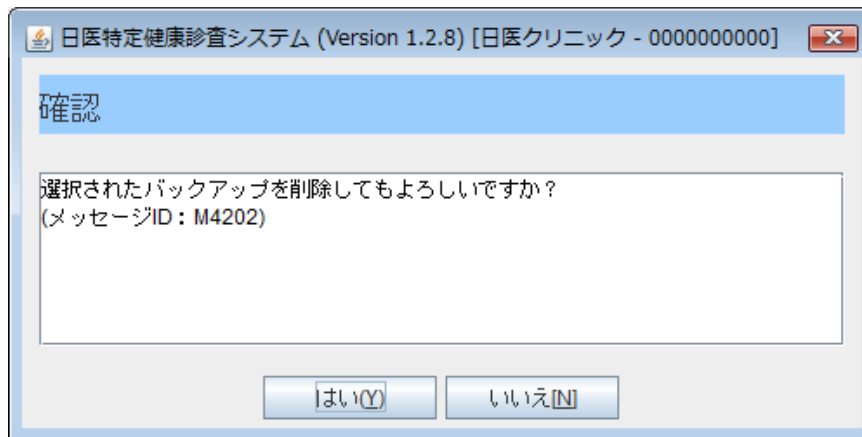 日医特定健康診査システム (Version 1.2.8) [日医クリニック - 0000000000]
確認
選択されたバックアップを削除してもよろしいですか？
(メッセージID：M4202)
はい(Y) いいえ[N]